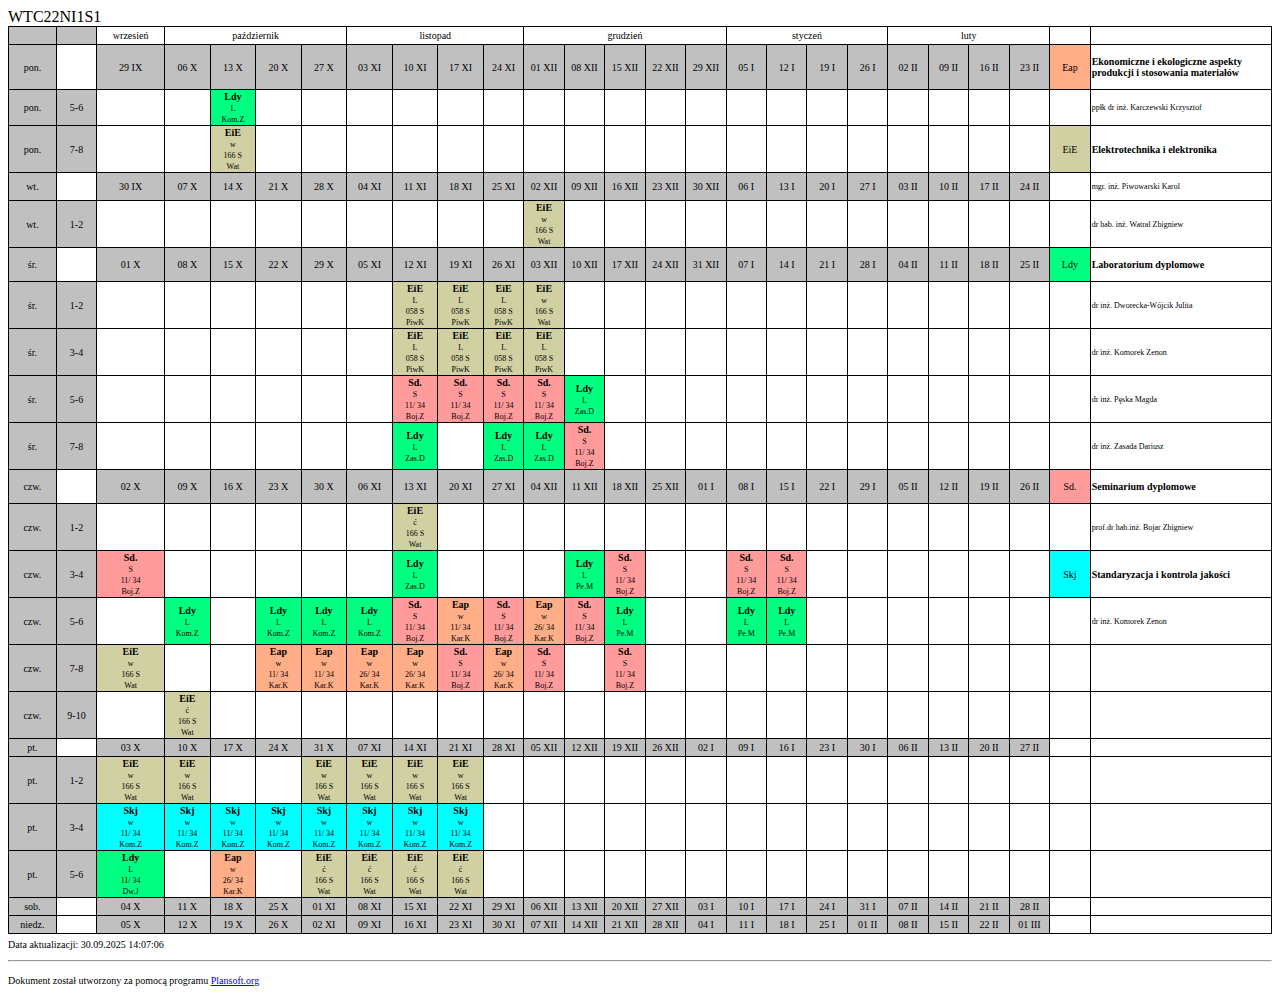 WTC22NI1S1
wrzesień październik listopad grudzień styczeń luty
pon. 29 IX 06 X 13 X 20 X 27 X 03 XI 10 XI 17 XI 24 XI 01 XII 08 XII 15 XII 22 XII 29 XII 05 I 12 I 19 I 26 I 02 II 09 II 16 II 23 II Eap Ekonomiczne i ekologiczne aspekty
produkcji i stosowania materiałów
pon. 5-6 Ldy ppłk dr inż. Karczewski Krzysztof
L
Kom.Z
pon. 7-8 EiE EiE Elektrotechnika i elektronika
w
166 S
Wat
wt. 30 IX 07 X 14 X 21 X 28 X 04 XI 11 XI 18 XI 25 XI 02 XII 09 XII 16 XII 23 XII 30 XII 06 I 13 I 20 I 27 I 03 II 10 II 17 II 24 II mgr. inż. Piwowarski Karol
wt. 1-2 EiE dr hab. inż. Watral Zbigniew
w
166 S
Wat
śr. 01 X 08 X 15 X 22 X 29 X 05 XI 12 XI 19 XI 26 XI 03 XII 10 XII 17 XII 24 XII 31 XII 07 I 14 I 21 I 28 I 04 II 11 II 18 II 25 II Ldy Laboratorium dyplomowe
śr. 1-2 EiE EiE EiE EiE dr inż. Dworecka-Wójcik Julita
L L L w
058 S 058 S 058 S 166 S
PiwK PiwK PiwK Wat
śr. 3-4 EiE EiE EiE EiE dr inż. Komorek Zenon
L L L L
058 S 058 S 058 S 058 S
PiwK PiwK PiwK PiwK
śr. 5-6 Sd. Sd. Sd. Sd. Ldy dr inż. Pęska Magda
S S S S L
11/ 34 11/ 34 11/ 34 11/ 34 Zas.D
Boj.Z Boj.Z Boj.Z Boj.Z
śr. 7-8 Ldy Ldy Ldy Sd. dr inż. Zasada Dariusz
L L L S
Zas.D Zas.D Zas.D 11/ 34
Boj.Z
czw. 02 X 09 X 16 X 23 X 30 X 06 XI 13 XI 20 XI 27 XI 04 XII 11 XII 18 XII 25 XII 01 I 08 I 15 I 22 I 29 I 05 II 12 II 19 II 26 II Sd. Seminarium dyplomowe
czw. 1-2 EiE prof.dr hab.inż. Bojar Zbigniew
ć
166 S
Wat
czw. 3-4 Sd. Ldy Ldy Sd. Sd. Sd. Skj Standaryzacja i kontrola jakości
S L L S S S
11/ 34 Zas.D Pe.M 11/ 34 11/ 34 11/ 34
Boj.Z Boj.Z Boj.Z Boj.Z
czw. 5-6 Ldy Ldy Ldy Ldy Sd. Eap Sd. Eap Sd. Ldy Ldy Ldy dr inż. Komorek Zenon
L L L L S w S w S L L L
Kom.Z Kom.Z Kom.Z Kom.Z 11/ 34 11/ 34 11/ 34 26/ 34 11/ 34 Pe.M Pe.M Pe.M
Boj.Z Kar.K Boj.Z Kar.K Boj.Z
czw. 7-8 EiE Eap Eap Eap Eap Sd. Eap Sd. Sd.
w w w w w S w S S
166 S 11/ 34 11/ 34 26/ 34 26/ 34 11/ 34 26/ 34 11/ 34 11/ 34
Wat Kar.K Kar.K Kar.K Kar.K Boj.Z Kar.K Boj.Z Boj.Z
czw. 9-10 EiE
ć
166 S
Wat
pt. 03 X 10 X 17 X 24 X 31 X 07 XI 14 XI 21 XI 28 XI 05 XII 12 XII 19 XII 26 XII 02 I 09 I 16 I 23 I 30 I 06 II 13 II 20 II 27 II
pt. 1-2 EiE EiE EiE EiE EiE EiE
w w w w w w
166 S 166 S 166 S 166 S 166 S 166 S
Wat Wat Wat Wat Wat Wat
pt. 3-4 Skj Skj Skj Skj Skj Skj Skj Skj
w w w w w w w w
11/ 34 11/ 34 11/ 34 11/ 34 11/ 34 11/ 34 11/ 34 11/ 34
Kom.Z Kom.Z Kom.Z Kom.Z Kom.Z Kom.Z Kom.Z Kom.Z
pt. 5-6 Ldy Eap EiE EiE EiE EiE
L w ć ć ć ć
11/ 34 26/ 34 166 S 166 S 166 S 166 S
Dw.J Kar.K Wat Wat Wat Wat
sob. 04 X 11 X 18 X 25 X 01 XI 08 XI 15 XI 22 XI 29 XI 06 XII 13 XII 20 XII 27 XII 03 I 10 I 17 I 24 I 31 I 07 II 14 II 21 II 28 II
niedz. 05 X 12 X 19 X 26 X 02 XI 09 XI 16 XI 23 XI 30 XI 07 XII 14 XII 21 XII 28 XII 04 I 11 I 18 I 25 I 01 II 08 II 15 II 22 II 01 III
Data aktualizacji: 30.09.2025 14:07:06
Dokument został utworzony za pomocą programu Plansoft.org